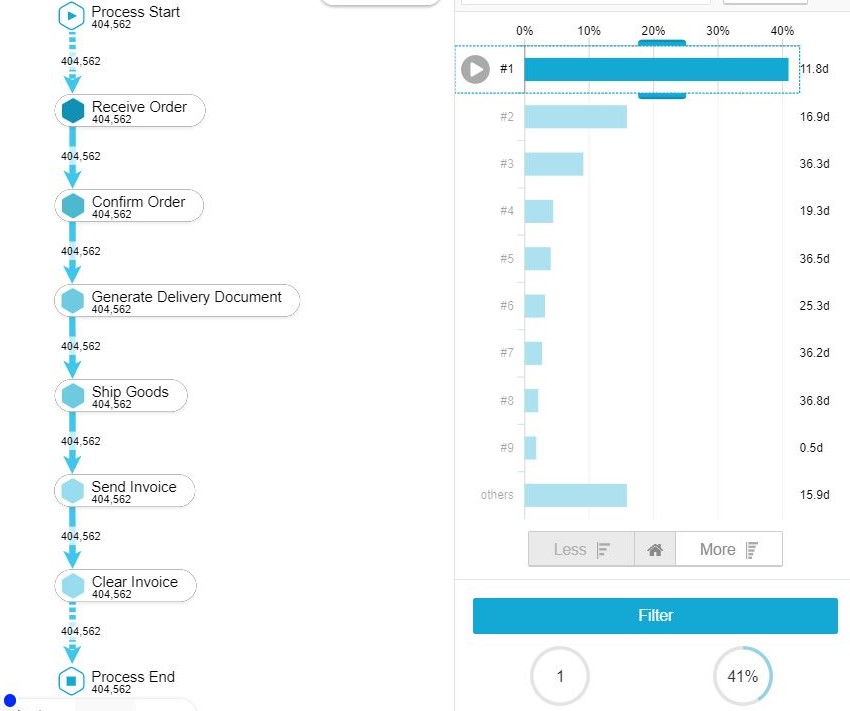 Process Start
404,562
404,562
Receive Order
404,562
404,562
Confirm Order
404,562
404,562
Generate Delivery Document
404,562
404,562
Ship Goods
404,562
404,562
Send Invoice
404,562
404,562
Clear Invoice
404,562
404,562
Process End
404,562
0% 10% 20% 30% 40%
#1 11.8d
#2 16.9d
#3 36.3d
#4 19.3d
#5 36.5d
#6 25.3d
#7 36.2d
#8 36.8d
#9 0.5d
others 15.9d
Less More
Filter
1 41%